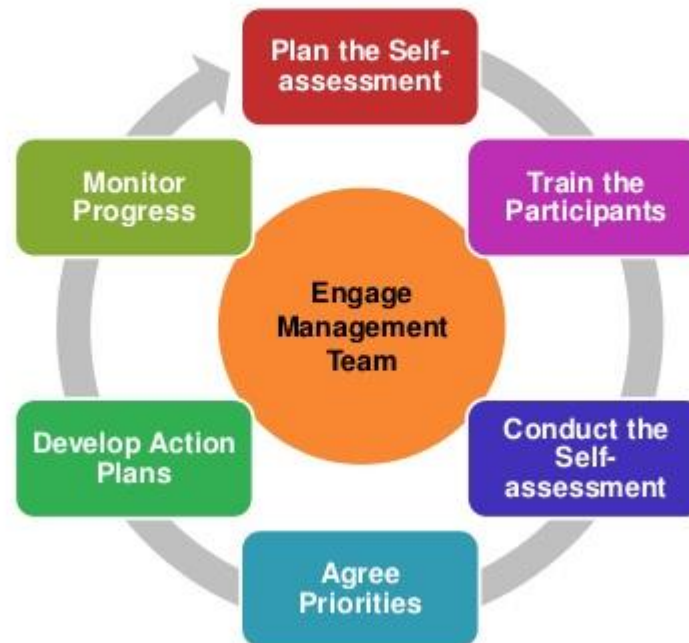 Plan the Self-
assessment
Train the
Participants
Conduct the
Self-
assessment
Agree
Priorities
Develop Action
Plans
Monitor
Progress
Engage
Management
Team